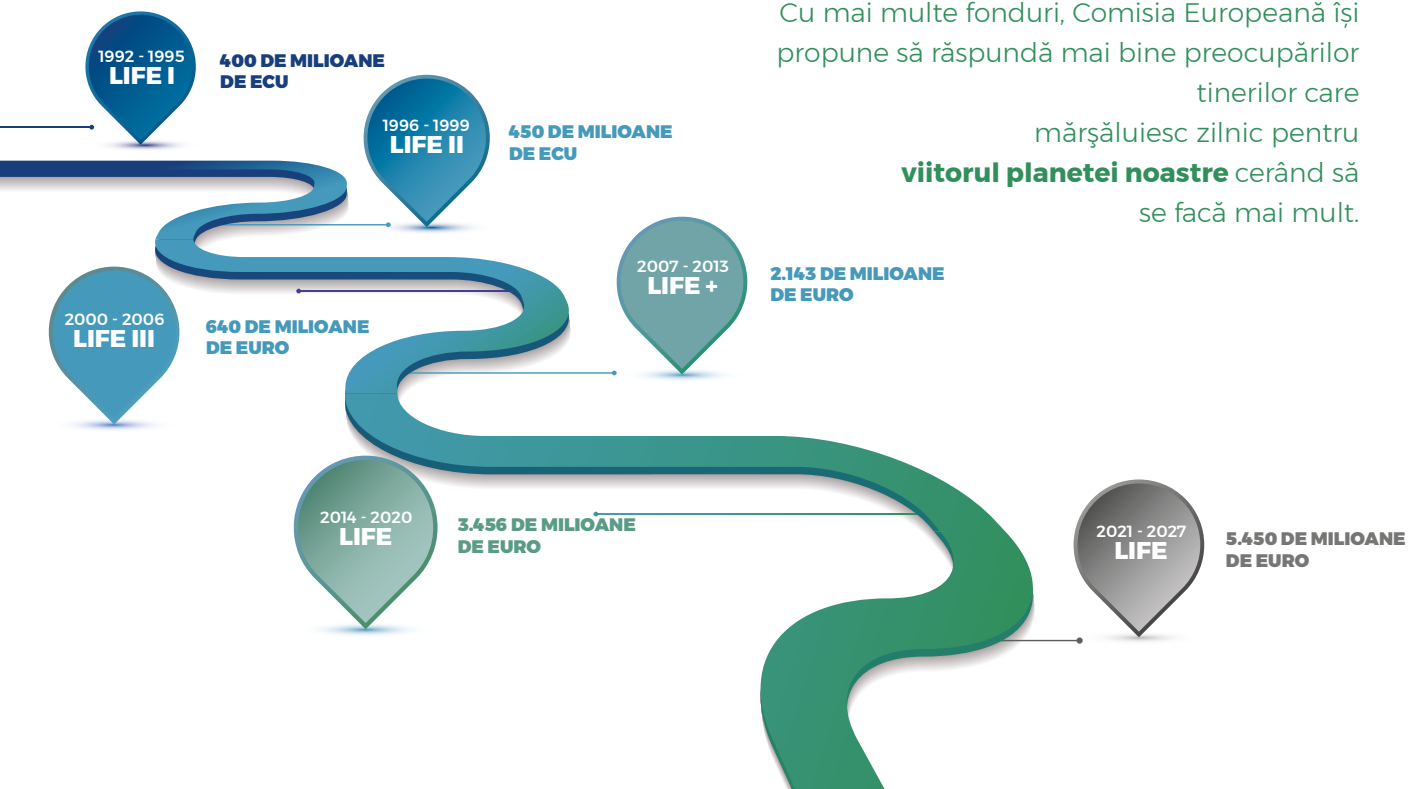 Cu mai multe fonduri, Comisia Europeană își
propune să răspundă mai bine preocupărilor
tinerilor care
mărşăluiesc zilnic pentru
viitorul planetei noastre cerând să
se facă mai mult.
1992 - 1995
LIFE I
400 DE MILIOANE
DE ECU
1996 - 1999
LIFE II
450 DE MILIOANE
DE ECU
2000 - 2006
LIFE III
640 DE MILIOANE
DE EURO
2007 - 2013
LIFE +
2.143 DE MILIOANE
DE EURO
2014 - 2020
LIFE
3.456 DE MILIOANE
DE EURO
2021 - 2027
LIFE
5.450 DE MILIOANE
DE EURO